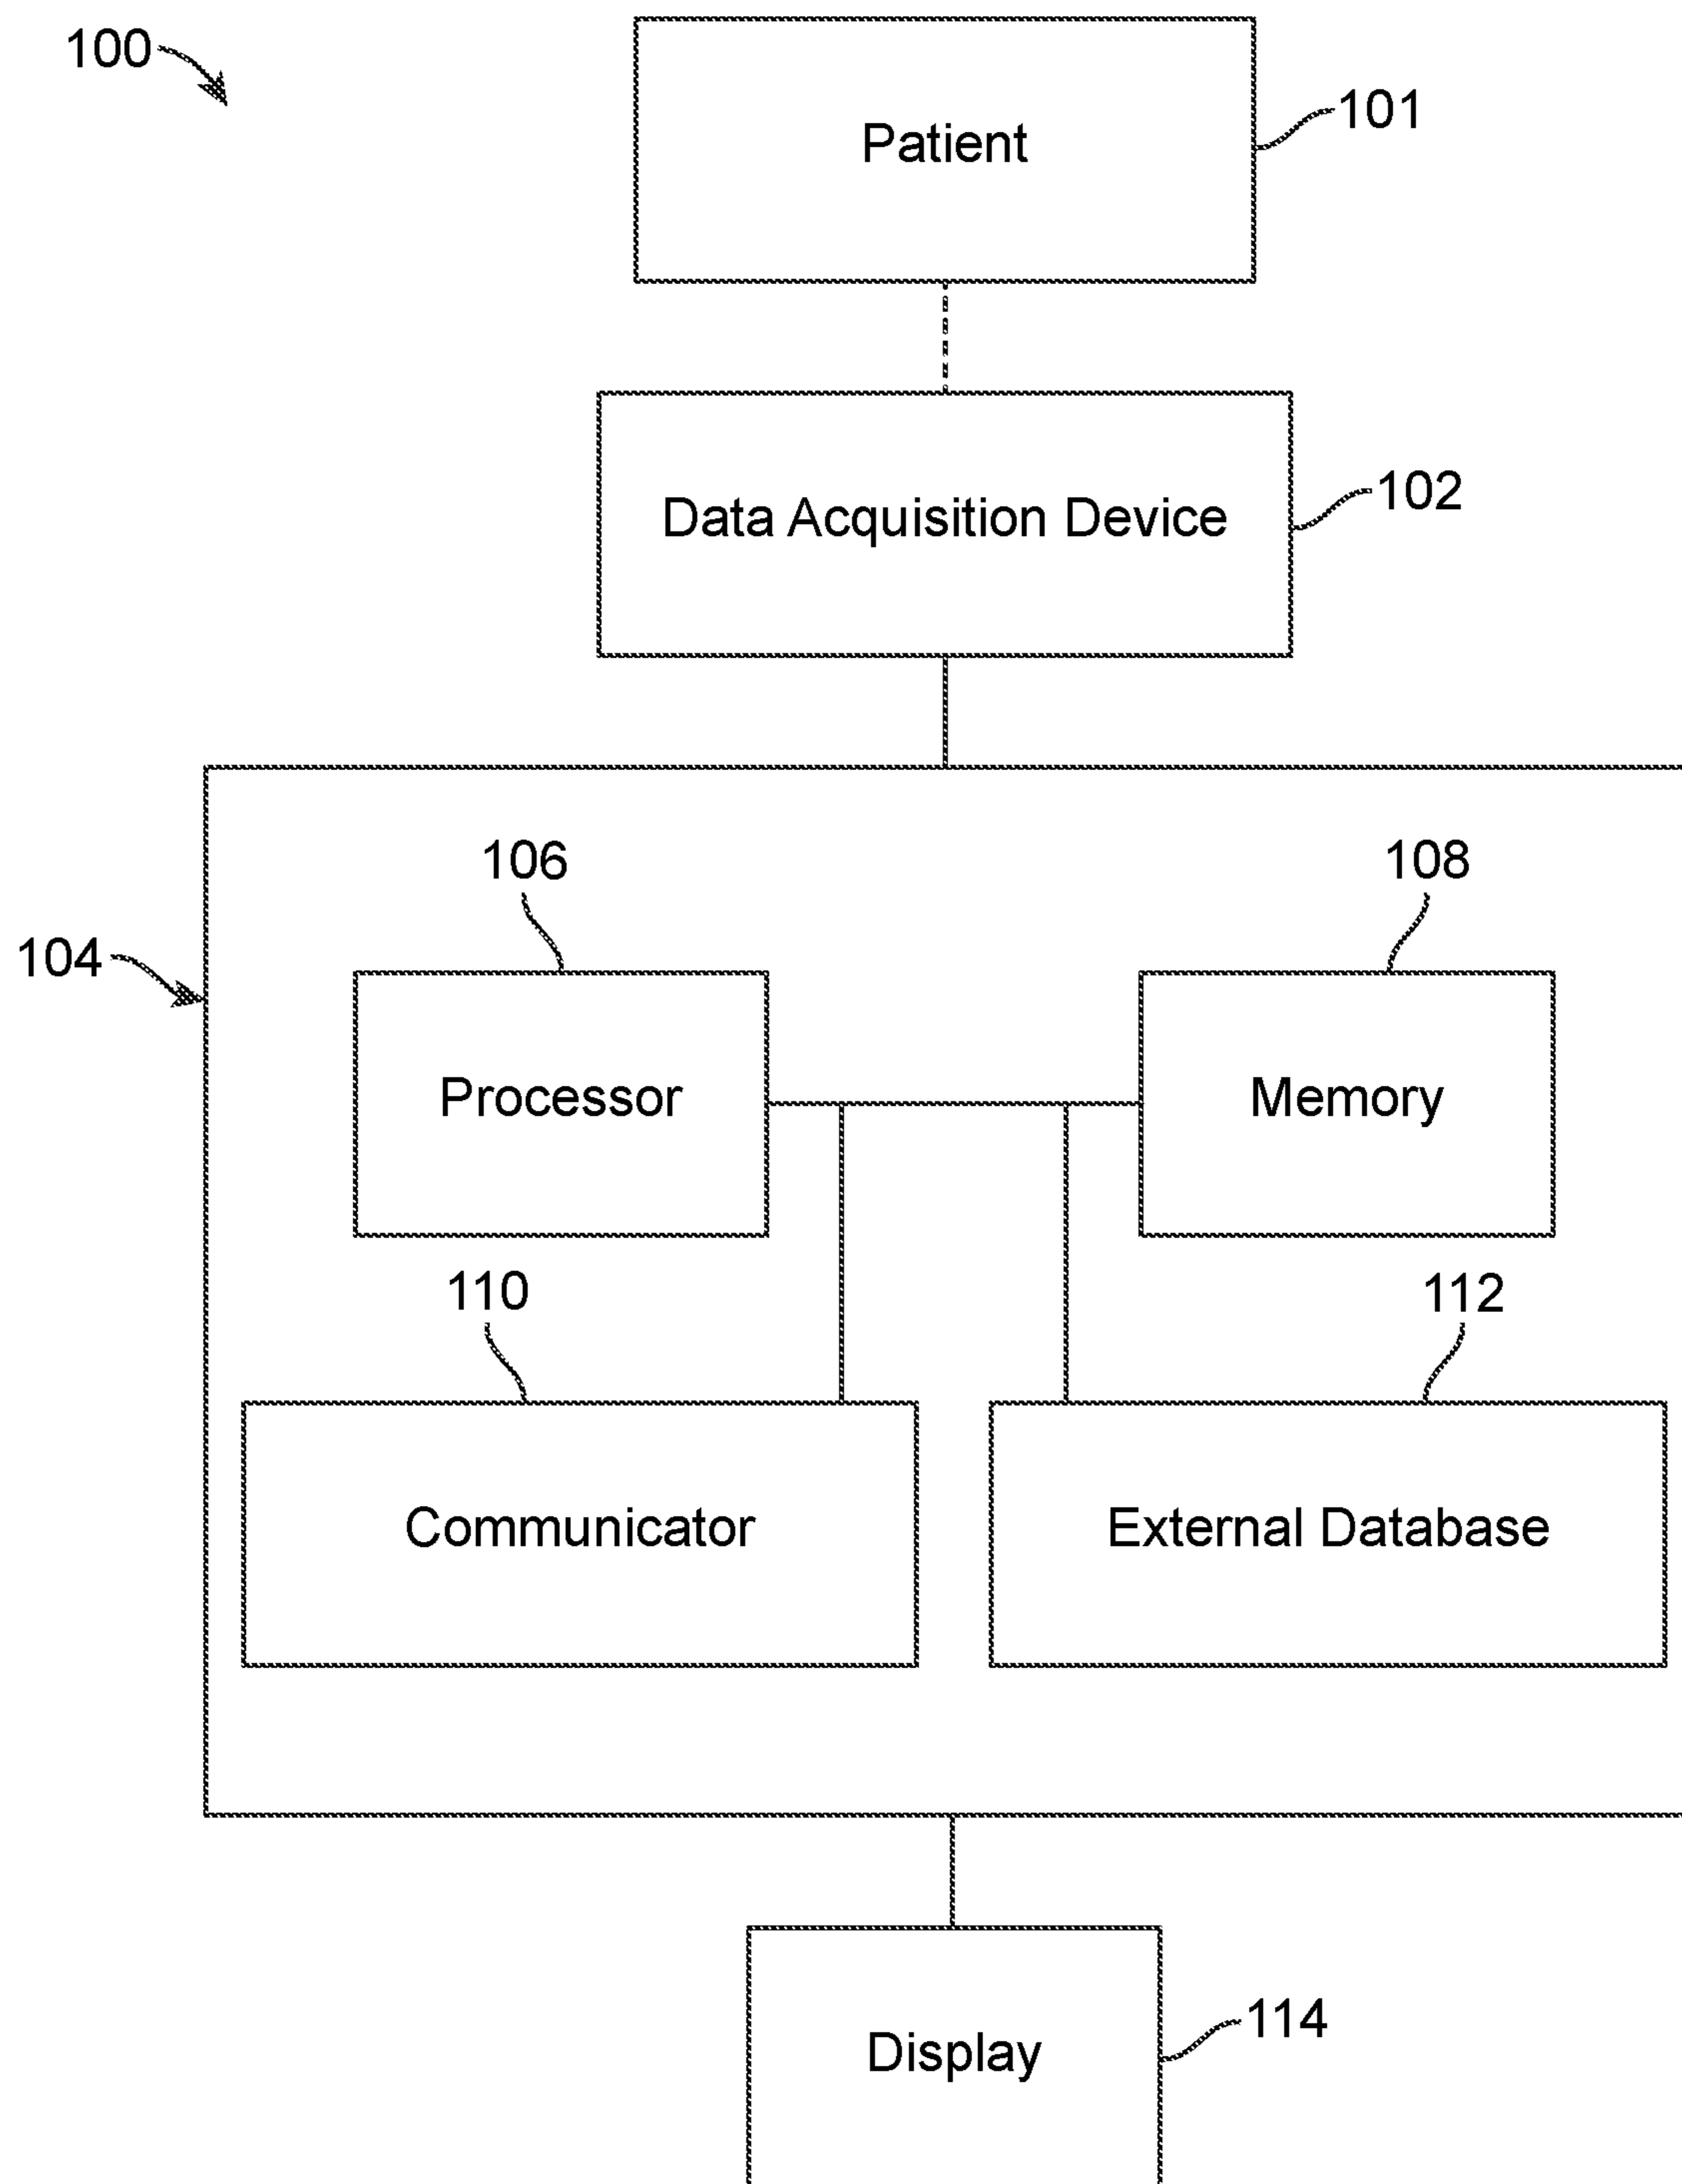 100
Patient
101
Data Acquisition Device
102
104
106
108
Processor
Memory
110
112
Communicator
External Database
Display
114